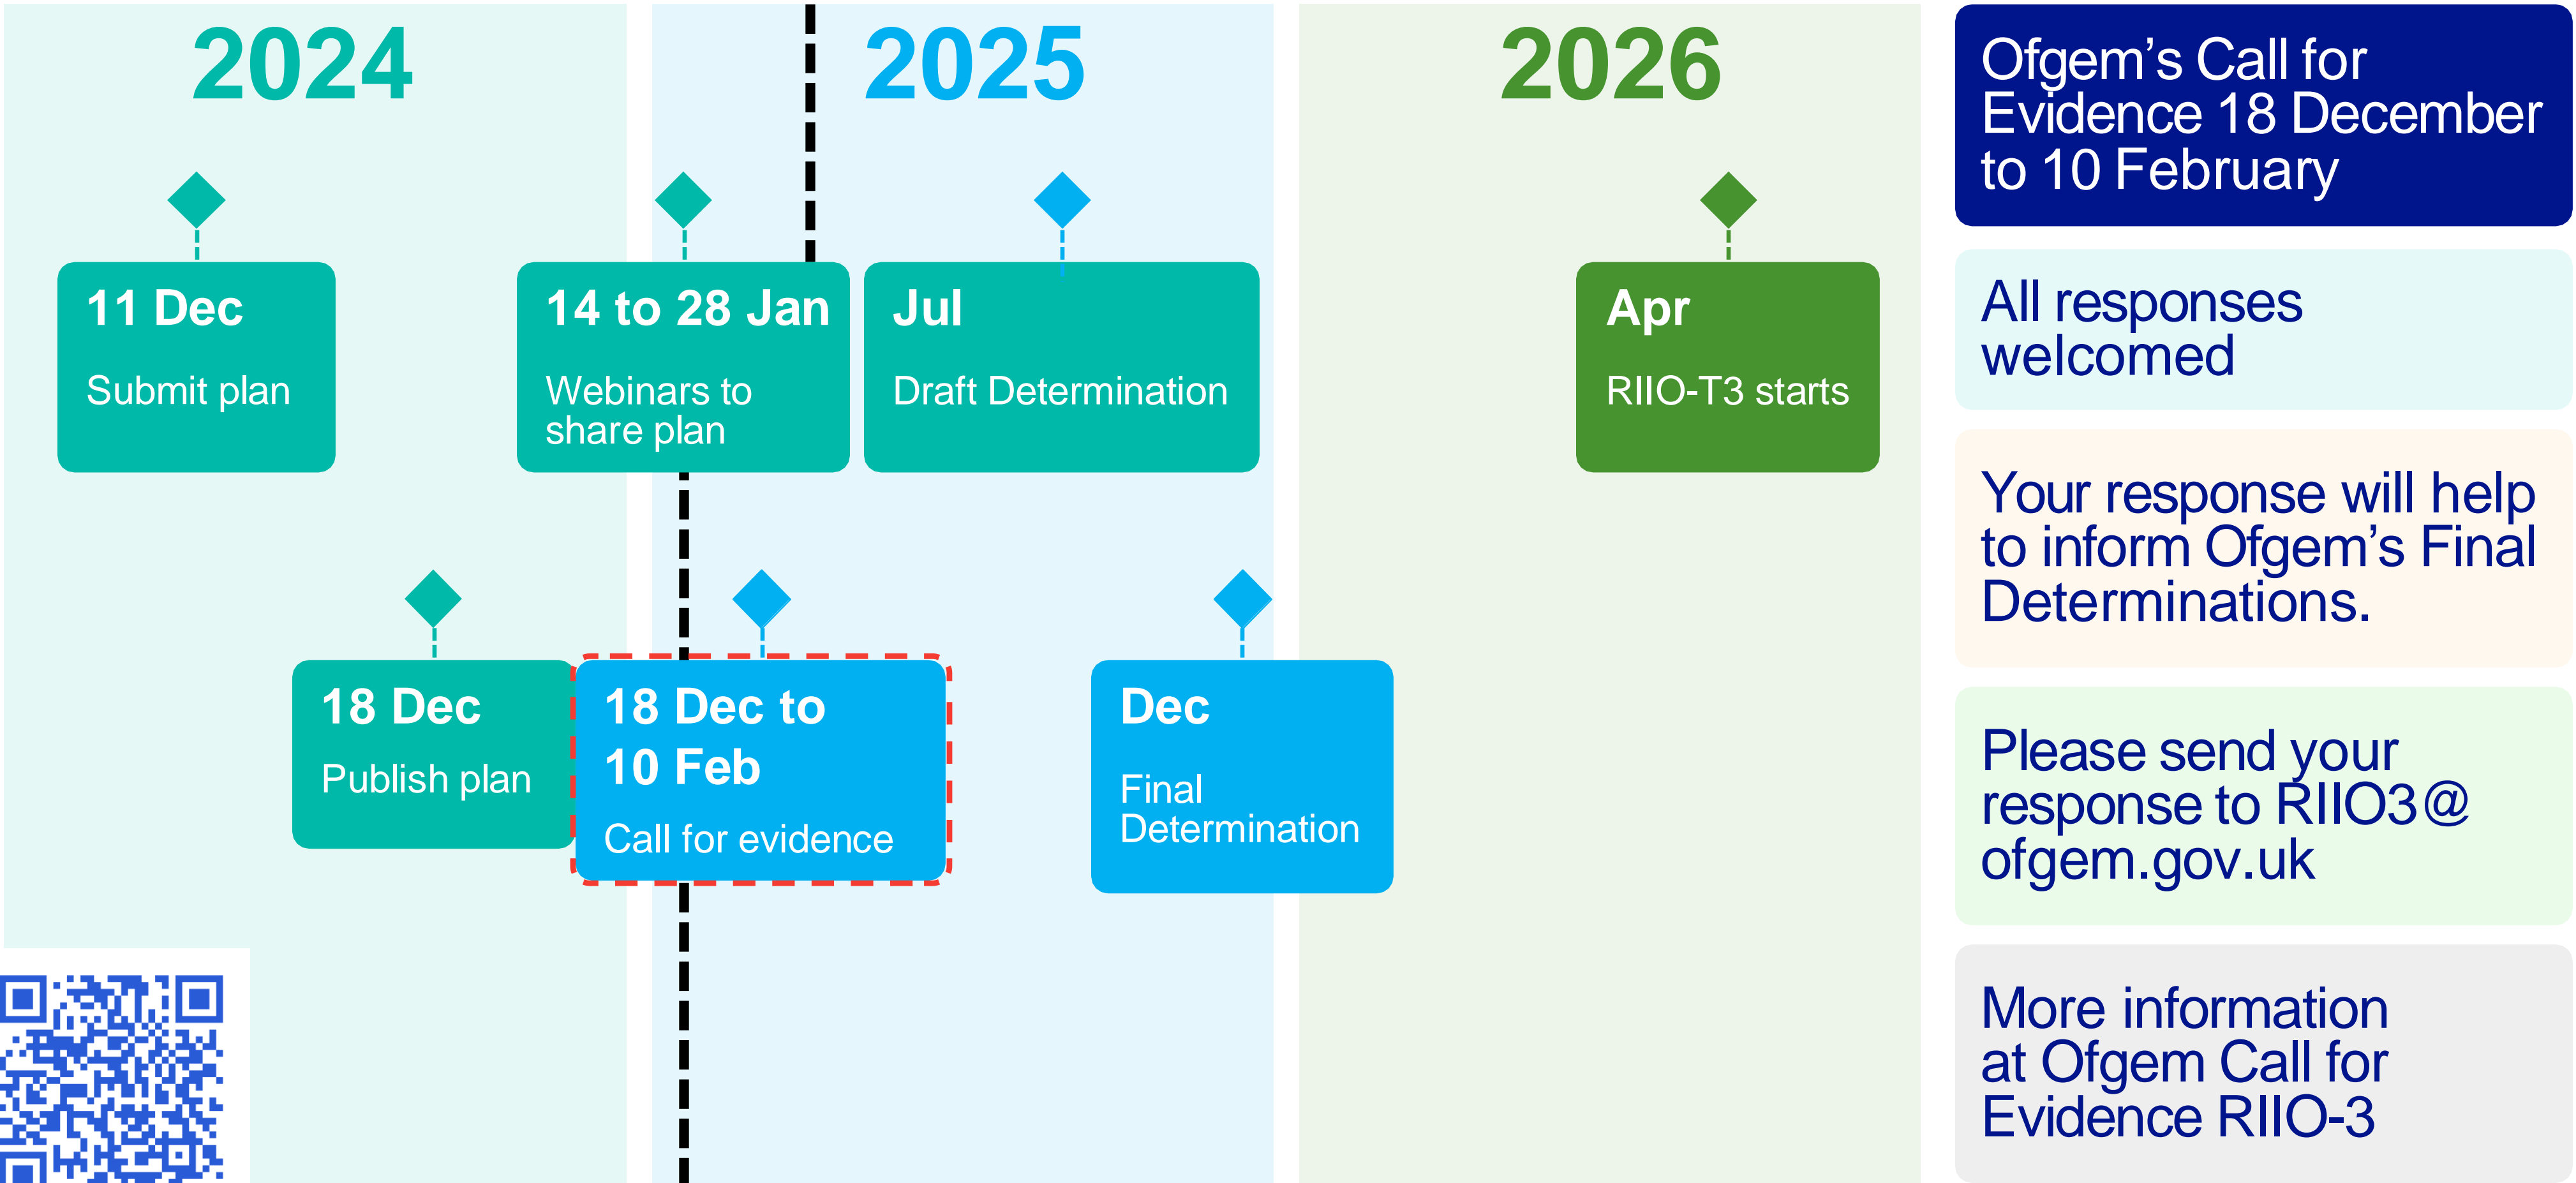 2024
2025
2026
11 Dec
Submit plan
14 to 28 Jan
Webinars to
share plan
Jul
Draft Determination
Apr
RIIO-T3 starts
18 Dec
Publish plan
18 Dec to
10 Feb
Call for evidence
Dec
Final
Determination
Ofgem’s Call for
Evidence 18 December
to 10 February
All responses
welcomed
Your response will help
to inform Ofgem’s Final
Determinations.
Please send your
response to RIIO3@
ofgem.gov.uk
More information
at Ofgem Call for
Evidence RIIO-3